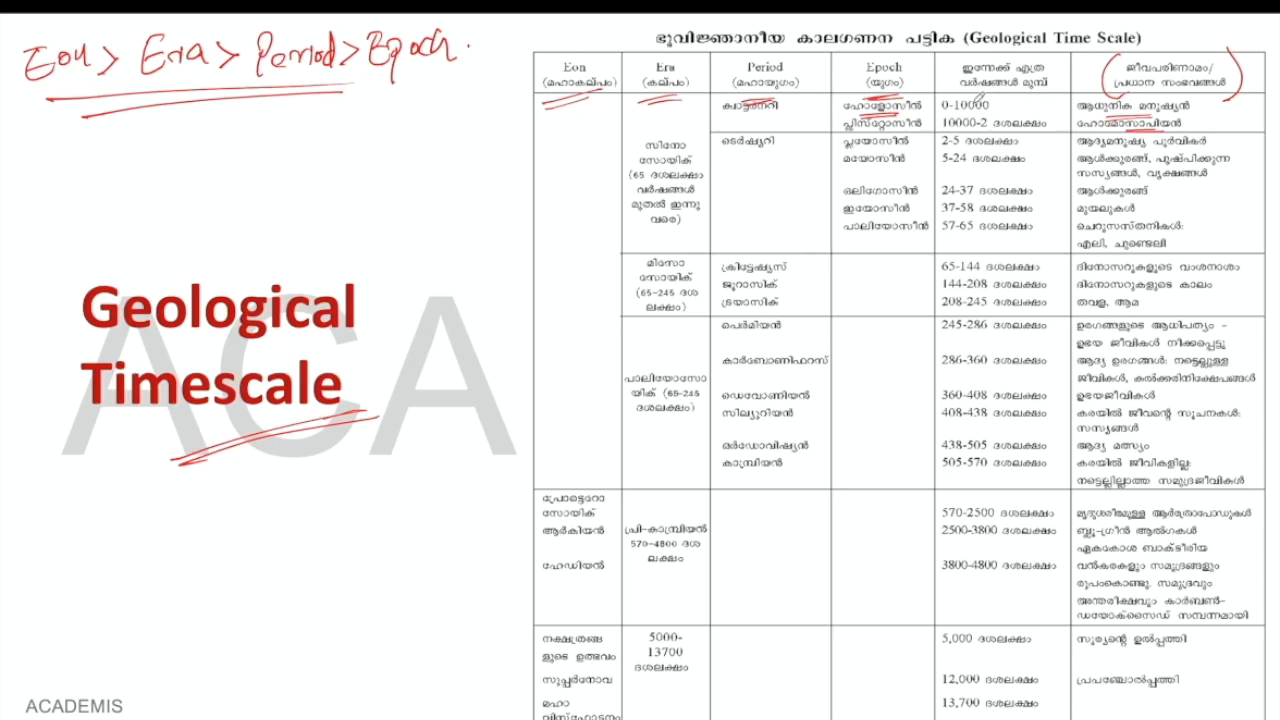 Eon > Era > Period > Epoch.
ഭൂവിജ്ഞാനീയ കാലഗണന പട്ടിക (Geological Time Scale)
Eon Era Period Epoch ഇന്നേക്ക് എത്ര ജീവപരിണാമം/
(മഹാകല്പം) (കല്പം) (മഹായുഗം) (യുഗം) വർഷങ്ങൾ മുമ്പ് പ്രധാന സംഭവങ്ങൾ
ക്വാട്ടർനറി ഹോളോസീൻ 0-10000 ആധുനിക മനുഷ്യൻ
പ്ലിസ്റ്റോസീൻ 10000-2 ദശലക്ഷം ഹോമോസാപിയൻ
സീനോ സോയിക് (65 ദശലക്ഷം വർഷങ്ങൾ മുതൽ ഇന്നു വരെ)
ടെർഷ്യറി പ്ലയോസീൻ 2-5 ദശലക്ഷം ആദ്യമനുഷ്യ പൂർവികർ
മയോസീൻ 5-24 ദശലക്ഷം ആൾക്കുരങ്ങ്, പുഷ്പിക്കുന്ന
സസ്യങ്ങൾ, വൃക്ഷങ്ങൾ
ഒലിഗോസീൻ 24-37 ദശലക്ഷം ആൾക്കുരങ്ങ്
ഇയോസീൻ 37-58 ദശലക്ഷം മുയലുകൾ
പാലിയോസീൻ 57-65 ദശലക്ഷം ചെറുസസ്തനികൾ:
എലി, ചുണ്ടെലി
മിസോ സോയിക് (65-245 ദശ ലക്ഷം)
ക്രിട്ടേഷ്യസ് 65-144 ദശലക്ഷം ദിനോസറുകളുടെ വംശനാശം
ജുറാസിക് 144-208 ദശലക്ഷം ദിനോസറുകളുടെ കാലം
ട്രയാസിക് 208-245 ദശലക്ഷം തവള, ആമ
പാലിയോസോ യിക് (65-245 ദശലക്ഷം)
പെർമിയൻ 245-286 ദശലക്ഷം ഉരഗങ്ങളുടെ ആധിപത്യം –
ഉഭയ ജീവികൾ നീക്കപ്പെട്ടു
കാർബോണിഫറസ് 286-360 ദശലക്ഷം ആദ്യ ഉരഗങ്ങൾ: നട്ടെല്ലുള്ള
ജീവികൾ, കൽക്കരിനിക്ഷേപങ്ങൾ
ഡെവോണിയൻ 360-408 ദശലക്ഷം ഉഭയജീവികൾ
സിലൂറിയൻ 408-438 ദശലക്ഷം കരയിൽ ജീവന്റെ സൂചനകൾ:
സസ്യങ്ങൾ
ഒർഡോവിഷ്യൻ 438-505 ദശലക്ഷം ആദ്യ മത്സ്യം
കാമ്പ്രിയൻ 505-570 ദശലക്ഷം കരയിൽ ജീവികളില്ല:
നട്ടെല്ലില്ലാത്ത സമുദ്രജീവികൾ
പ്രോട്ടെറോ
സോയിക് 570-2500 ദശലക്ഷം മൃദുശരീരമുള്ള ആർത്രോപോഡുകൾ
ആർകിയൻ പ്രി-കാമ്പ്രിയൻ 2500-3800 ദശലക്ഷം ബ്ലൂ-ഗ്രീൻ ആൽഗകൾ
570-4800 ദശ ഏകകോശ ബാക്ടീരിയ
ലക്ഷം
ഹേഡിയൻ 3800-4800 ദശലക്ഷം വൻകരകളും സമുദ്രങ്ങളും
രൂപംകൊണ്ടു. സമുദ്രവും
അന്തരീക്ഷവും കാർബൺ–
ഡയോക്സൈഡ് സമ്പന്നമായി
നക്ഷത്രങ്ങ 5000- 5,000 ദശലക്ഷം സൂര്യന്റെ ഉൽപ്പത്തി
ളുടെ ഉത്ഭവം 13700
ദശലക്ഷം
സൂപ്പർനോവ 12,000 ദശലക്ഷം പ്രപഞ്ചോൽപ്പത്തി
മഹാ 13,700 ദശലക്ഷം
വിസ്ഫോടനം
Geological
Timescale
ACA
ACADEMIS